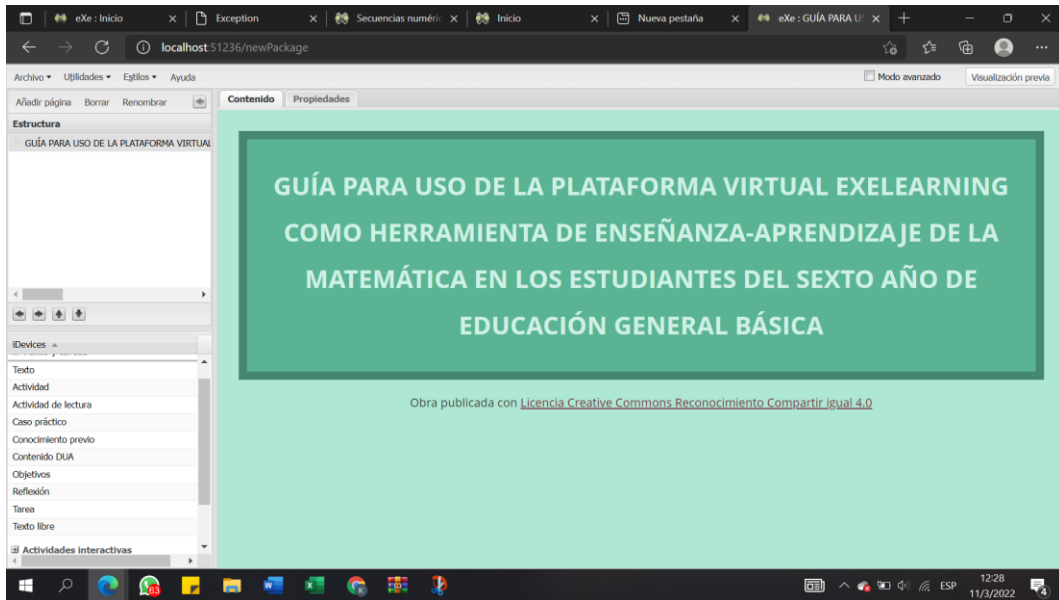 eXe : Inicio
Exception
Secuencias numéric
Inicio
Nueva pestaña
eXe : GUÍA PARA U
localhost:51236/newPackage
Archivo Utilidades Estilos Ayuda
Modo avanzado
Visualización previa
Añadir página Borrar Renombrar
Contenido Propiedades
Estructura
GUÍA PARA USO DE LA PLATAFORMA VIRTUAL
GUÍA PARA USO DE LA PLATAFORMA VIRTUAL EXELEARNING
COMO HERRAMIENTA DE ENSEÑANZA-APRENDIZAJE DE LA
MATEMÁTICA EN LOS ESTUDIANTES DEL SEXTO AÑO DE
EDUCACIÓN GENERAL BÁSICA
Obra publicada con Licencia Creative Commons Reconocimiento Compartir igual 4.0
iDevices
Texto
Actividad
Actividad de lectura
Caso práctico
Conocimiento previo
Contenido DUA
Objetivos
Reflexión
Tarea
Texto libre
Actividades interactivas
63
ESP
12:28
11/3/2022
4